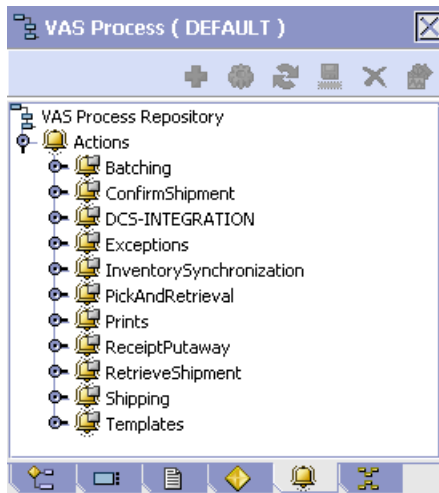 VAS Process ( DEFAULT )
VAS Process Repository
Actions
Batching
ConfirmShipment
DCS-INTEGRATION
Exceptions
InventorySynchronization
PickAndRetrieval
Prints
ReceiptPutaway
RetrieveShipment
Shipping
Templates